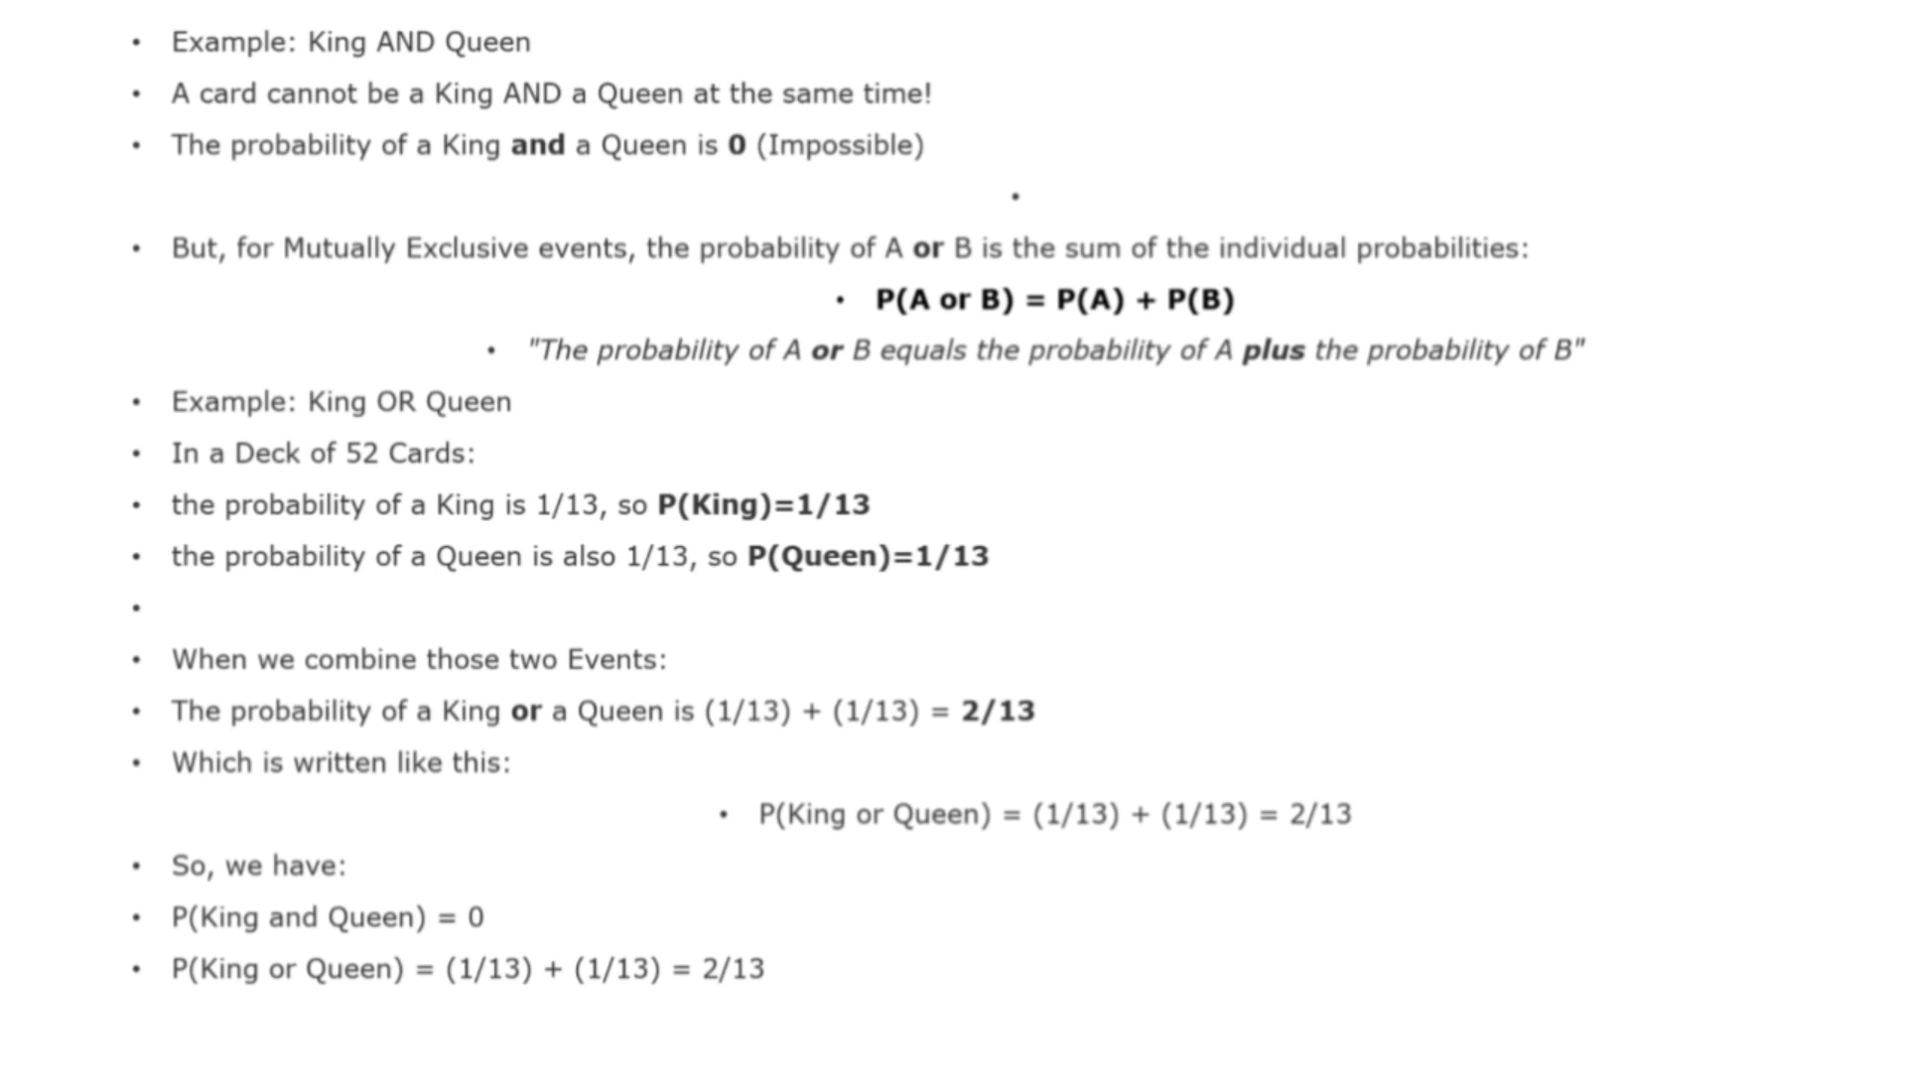 • Example: King AND Queen
• A card cannot be a King AND a Queen at the same time!
• The probability of a King and a Queen is 0 (Impossible)
•
• But, for Mutually Exclusive events, the probability of A or B is the sum of the individual probabilities:
• P(A or B) = P(A) + P(B)
• "The probability of A or B equals the probability of A plus the probability of B"
• Example: King OR Queen
• In a Deck of 52 Cards:
• the probability of a King is 1/13, so P(King)=1/13
• the probability of a Queen is also 1/13, so P(Queen)=1/13
•
• When we combine those two Events:
• The probability of a King or a Queen is (1/13) + (1/13) = 2/13
• Which is written like this:
• P(King or Queen) = (1/13) + (1/13) = 2/13
• So, we have:
• P(King and Queen) = 0
• P(King or Queen) = (1/13) + (1/13) = 2/13